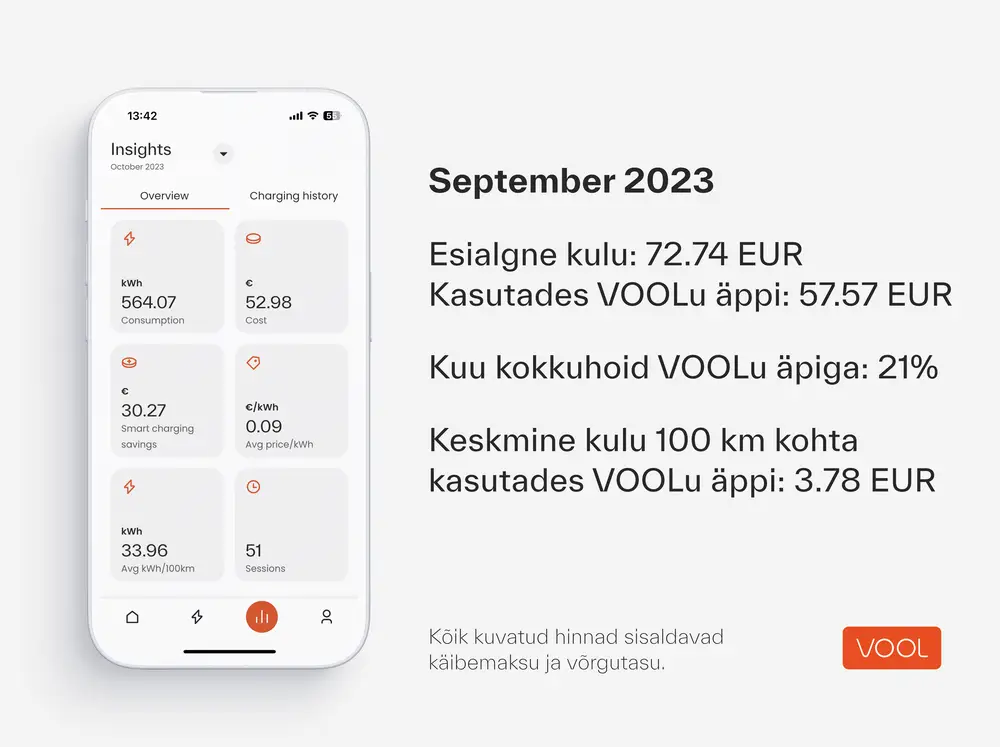 13:42
Insights
October 2023
Overview
Charging history
kWh
564.07
Consumption
€
52.98
Cost
€
30.27
Smart charging
savings
€/kWh
0.09
Avg price/kWh
kWh
33.96
Avg kWh/100km
51
Sessions
September 2023
Esialgne kulu: 72.74 EUR
Kasutades VOOLu äppi: 57.57 EUR
Kuu kokkuhoid VOOLu äpiga: 21%
Keskmine kulu 100 km kohta
kasutades VOOLu äppi: 3.78 EUR
Kõik kuvatud hinnad sisaldavad
käibemaksu ja võrgutasu.
VOOL